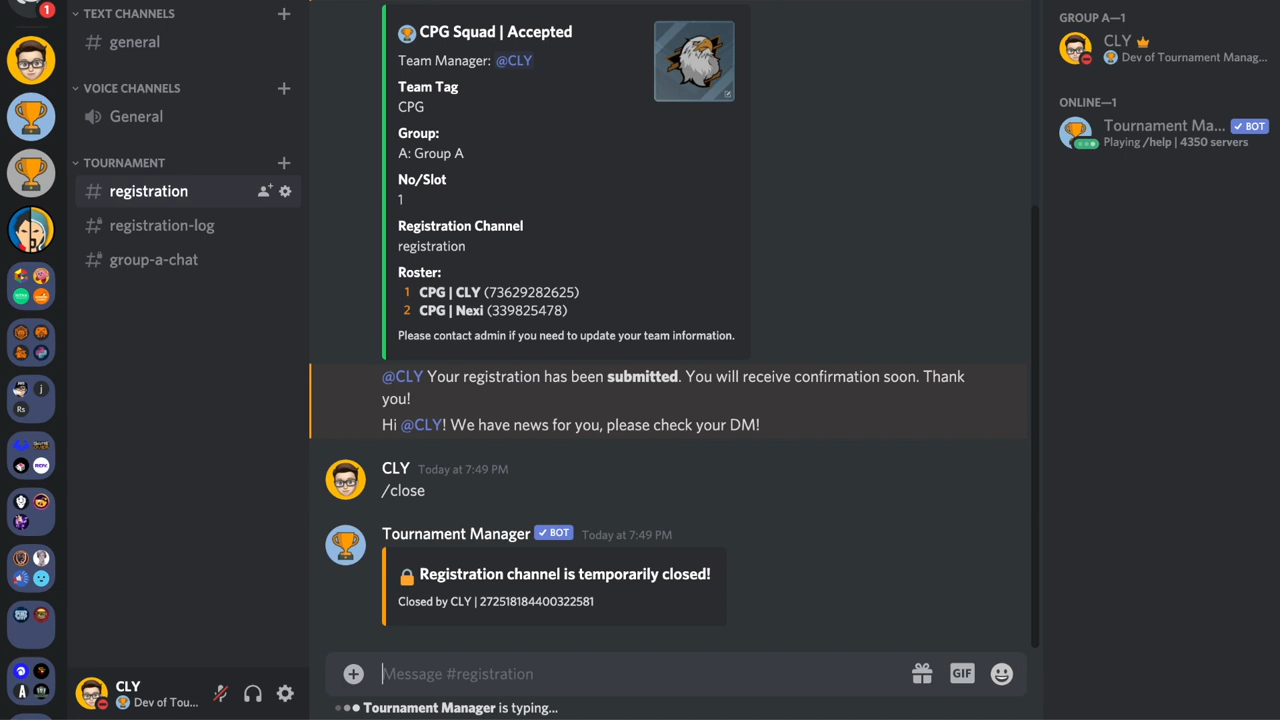 1
TEXT CHANNELS
# general
VOICE CHANNELS
General
TOURNAMENT
# registration
registration-log
group-a-chat
j
Rs
A
CLY
Dev of Tou...
CPG Squad | Accepted
Team Manager: @CLY
Team Tag
CPG
Group:
A: Group A
No/Slot
1
Registration Channel
registration
Roster:
1 CPG | CLY (73629282625)
2 CPG | Nexi (339825478)
Please contact admin if you need to update your team information.
@CLY Your registration has been submitted. You will receive confirmation soon. Thank
you!
Hi @CLY! We have news for you, please check your DM!
CLY Today at 7:49 PM
/close
Tournament Manager ✓ BOT Today at 7:49 PM
Registration channel is temporarily closed!
Closed by CLY | 272518184400322581
Message #registration
GIF
Tournament Manager is typing...
GROUP A—1
CLY
Dev of Tournament Manag...
ONLINE—1
Tournament Ma... ✓ BOT
Playing /help | 4350 servers